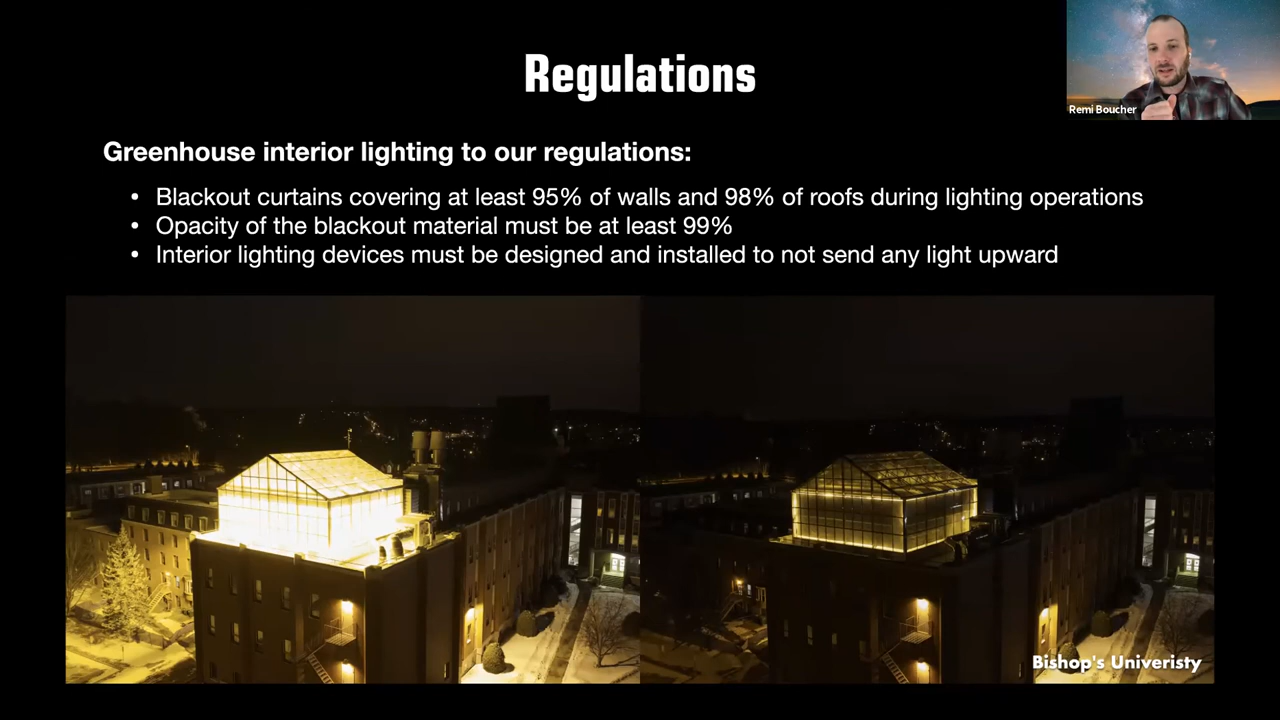 Regulations
Remi Boucher
Greenhouse interior lighting to our regulations:
• Blackout curtains covering at least 95% of walls and 98% of roofs during lighting operations
• Opacity of the blackout material must be at least 99%
• Interior lighting devices must be designed and installed to not send any light upward
Bishop's Univeristy